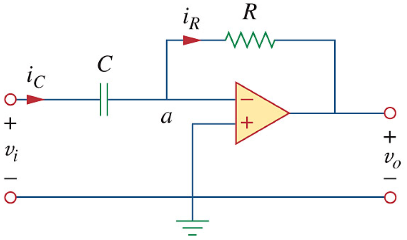 i_R R
i_C C
a
− +
+ v_i −
+ v_o −